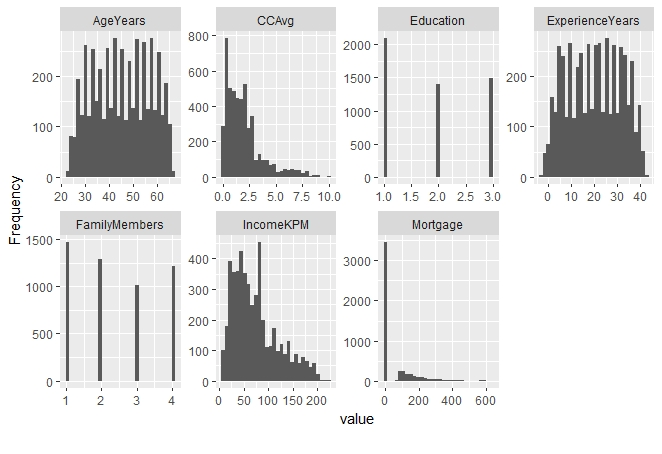 AgeYears
CCAvg
Education
ExperienceYears
0
100
200
20 30 40 50 60
0
200
400
600
800
0.0 2.5 5.0 7.5 10.0
0
500
1000
1500
2000
1.0 1.5 2.0 2.5 3.0
0
100
200
0 10 20 30 40
FamilyMembers
IncomeKPM
Mortgage
0
500
1000
1500
1 2 3 4
0
100
200
300
400
0 50 100 150 200
0
1000
2000
3000
0 200 400 600
Frequency
value